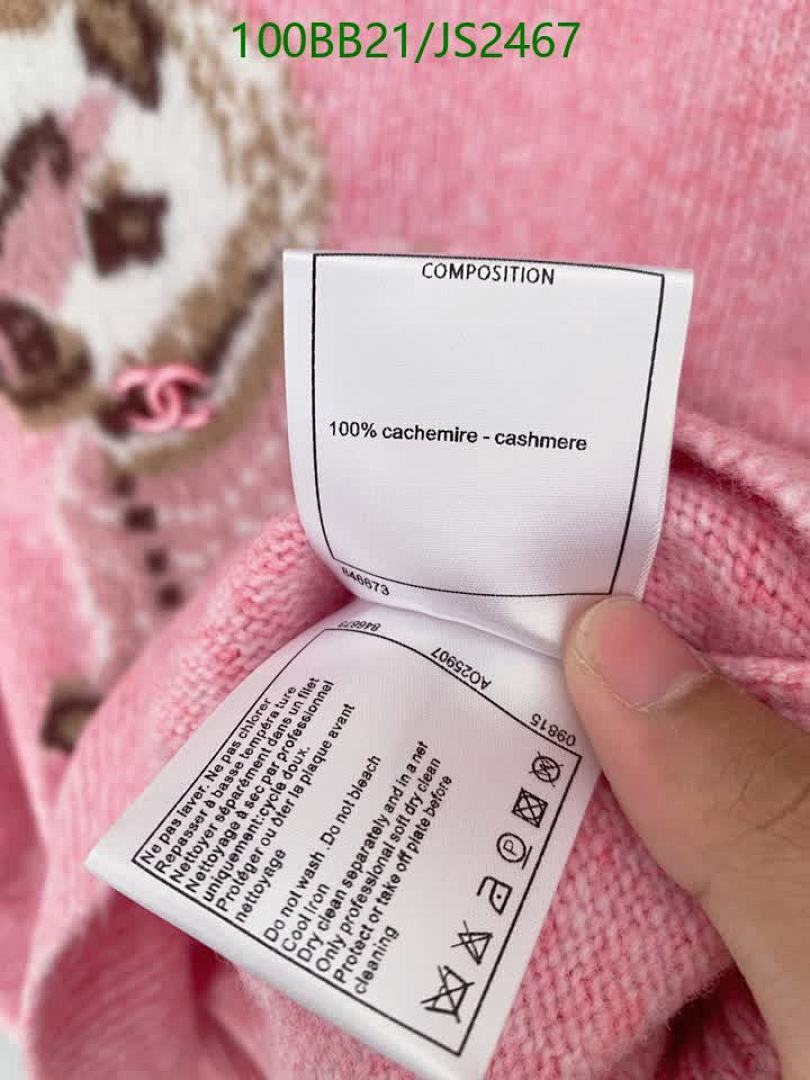 100BB21/JS2467
COMPOSITION
100% cachemire - cashmere
846673
846673
AO25907
09815
Ne pas laver. Ne pas chlorer
Repasser à basse température
Nettoyer séparément dans un filet
Nettoyage à sec par professionnel
uniquement:cycle doux.
Protéger ou ôler la plaque avant
nettoyage
Do not wash .Do not bleach
Cool iron
Dry clean separately and in a net
Only professional soft dry clean
Protect or take off plate before
cleaning
P